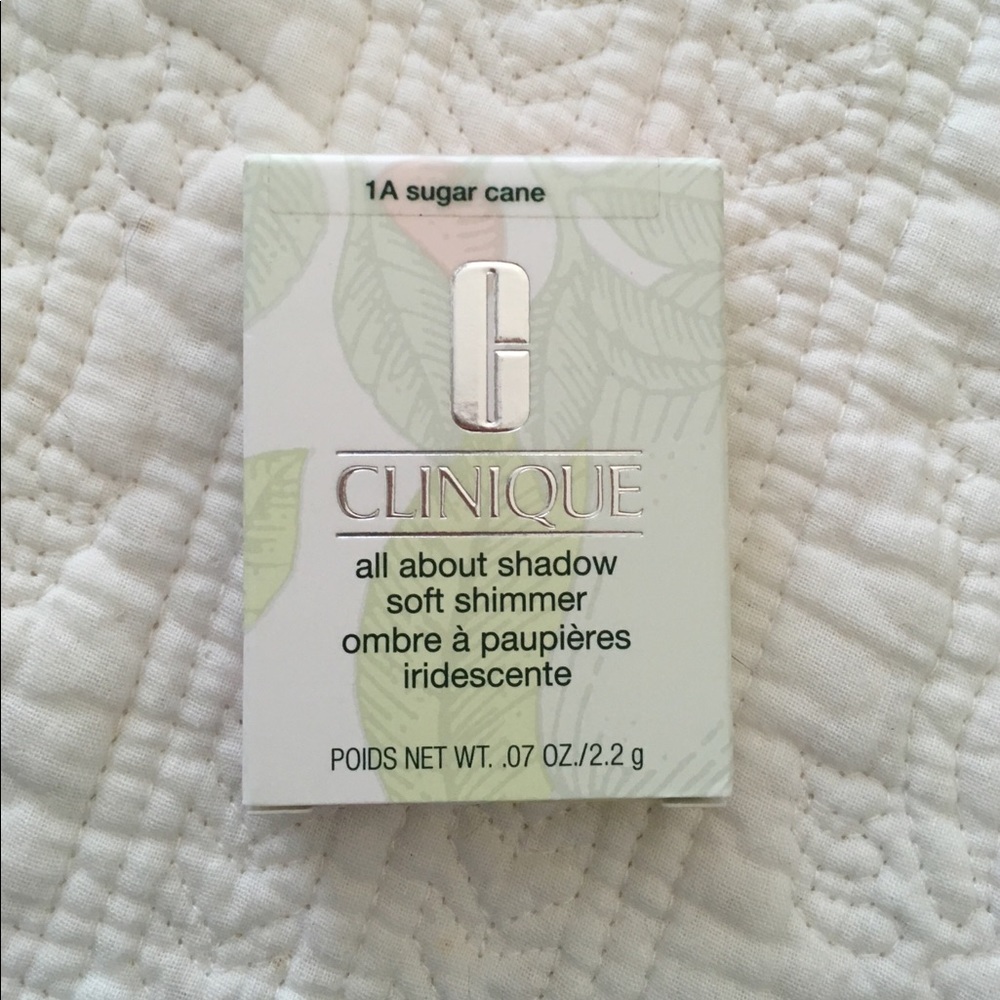 1A sugar cane
C
CLINIQUE
all about shadow
soft shimmer
ombre à paupières
iridescente
POIDS NET WT. .07 OZ./2.2 g